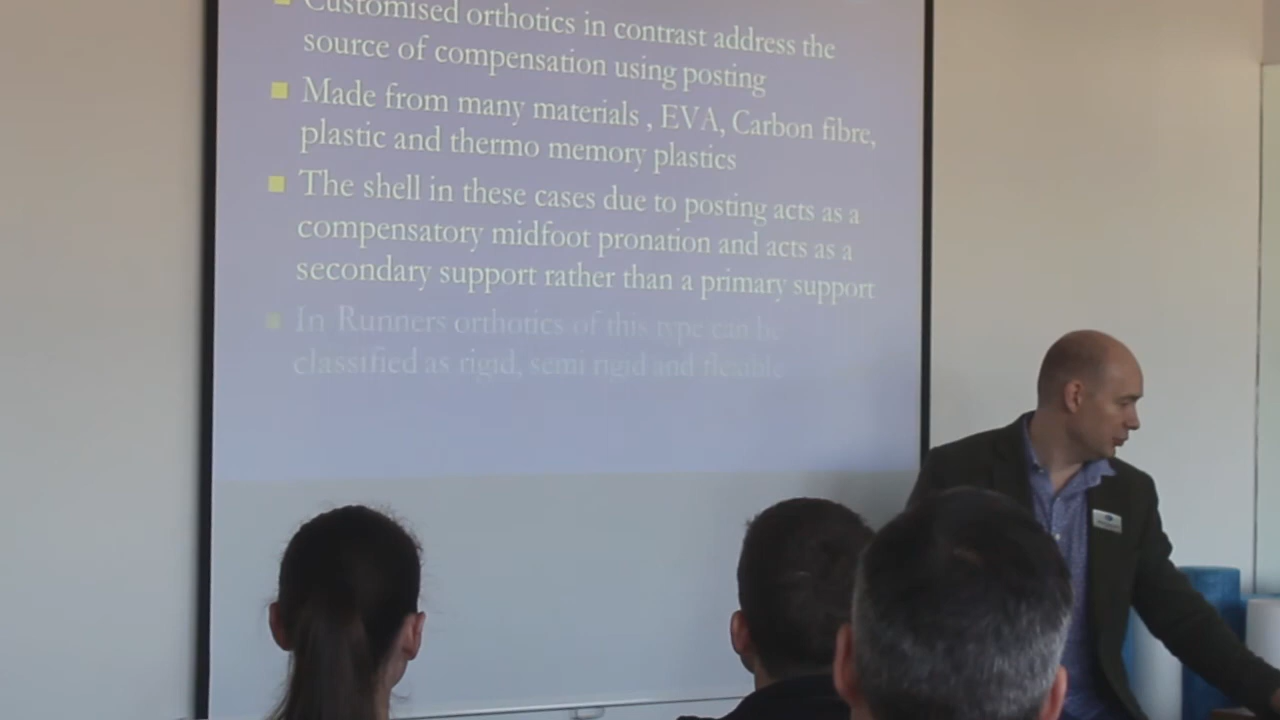 Customised orthotics in contrast address the
source of compensation using posting
Made from many materials , EVA, Carbon fibre,
plastic and thermo memory plastics
The shell in these cases due to posting acts as a
compensatory midfoot pronation and acts as a
secondary support rather than a primary support
In Runners orthotics of this type can be
classified as rigid, semi rigid and flexible